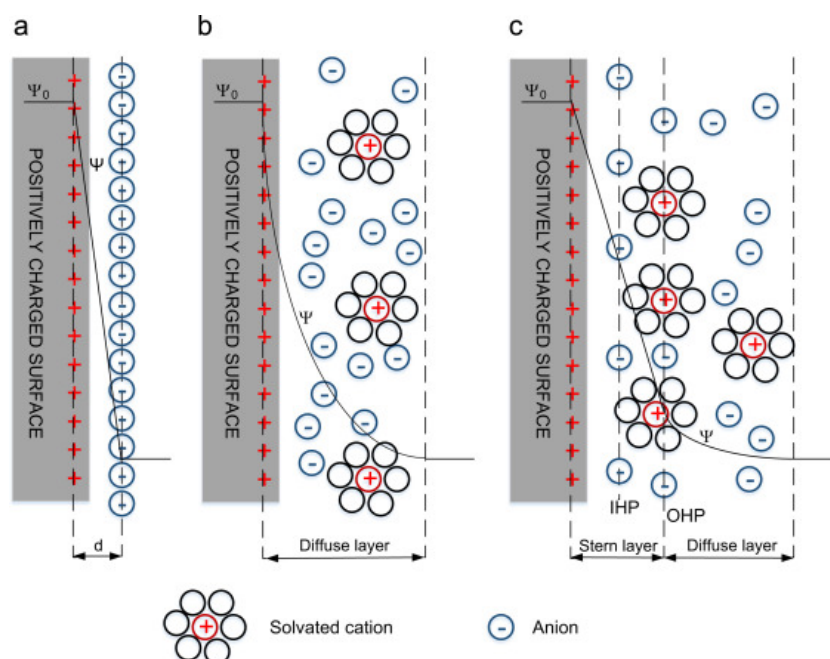 a
b
c
Ψ0
Ψ
POSITIVELY CHARGED SURFACE
d
Ψ0
Ψ
POSITIVELY CHARGED SURFACE
Diffuse layer
Ψ0
Ψ
POSITIVELY CHARGED SURFACE
IHP
OHP
Stern layer
Diffuse layer
Solvated cation
Anion